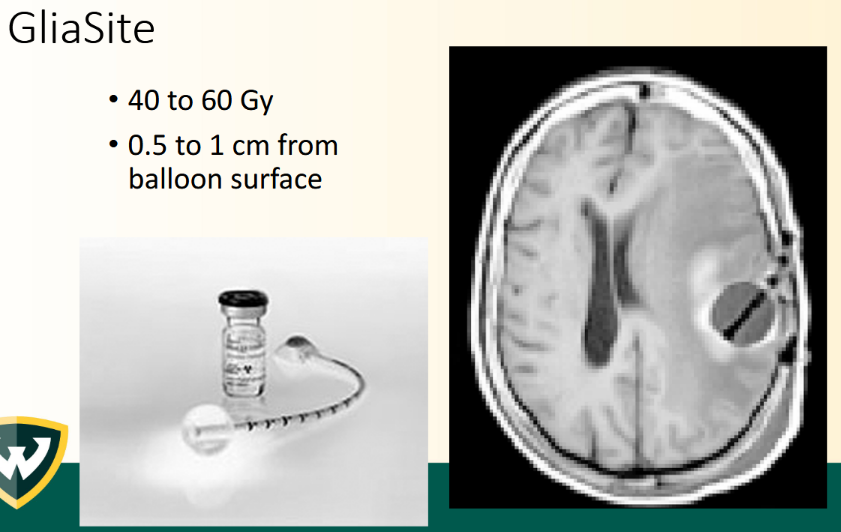 GliaSite
• 40 to 60 Gy
• 0.5 to 1 cm from
balloon surface
W